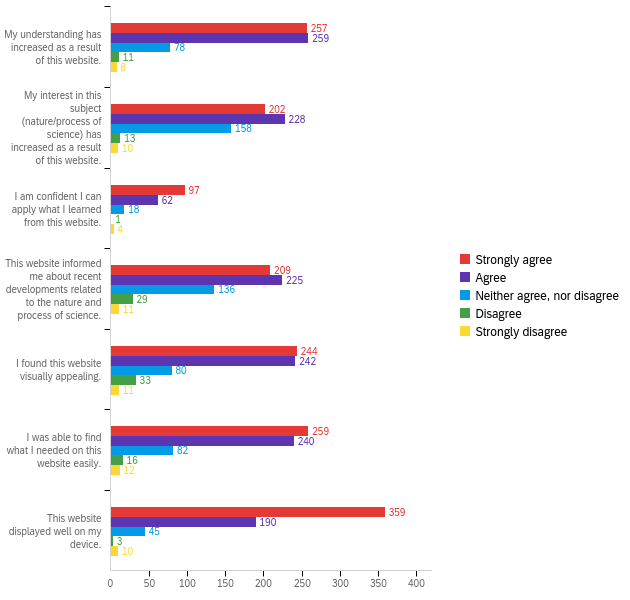 My understanding has
increased as a result
of this website.
257
259
78
11
8
My interest in this
subject
(nature/process of
science) has
increased as a result
of this website.
202
228
158
13
10
I am confident I can
apply what I learned
from this website.
97
62
18
1
4
This website informed
me about recent
developments related
to the nature and
process of science.
209
225
136
29
11
I found this website
visually appealing.
244
242
80
33
11
I was able to find
what I needed on this
website easily.
259
240
82
16
12
This website
displayed well on my
device.
359
190
45
3
10
0 50 100 150 200 250 300 350 400
Strongly agree
Agree
Neither agree, nor disagree
Disagree
Strongly disagree